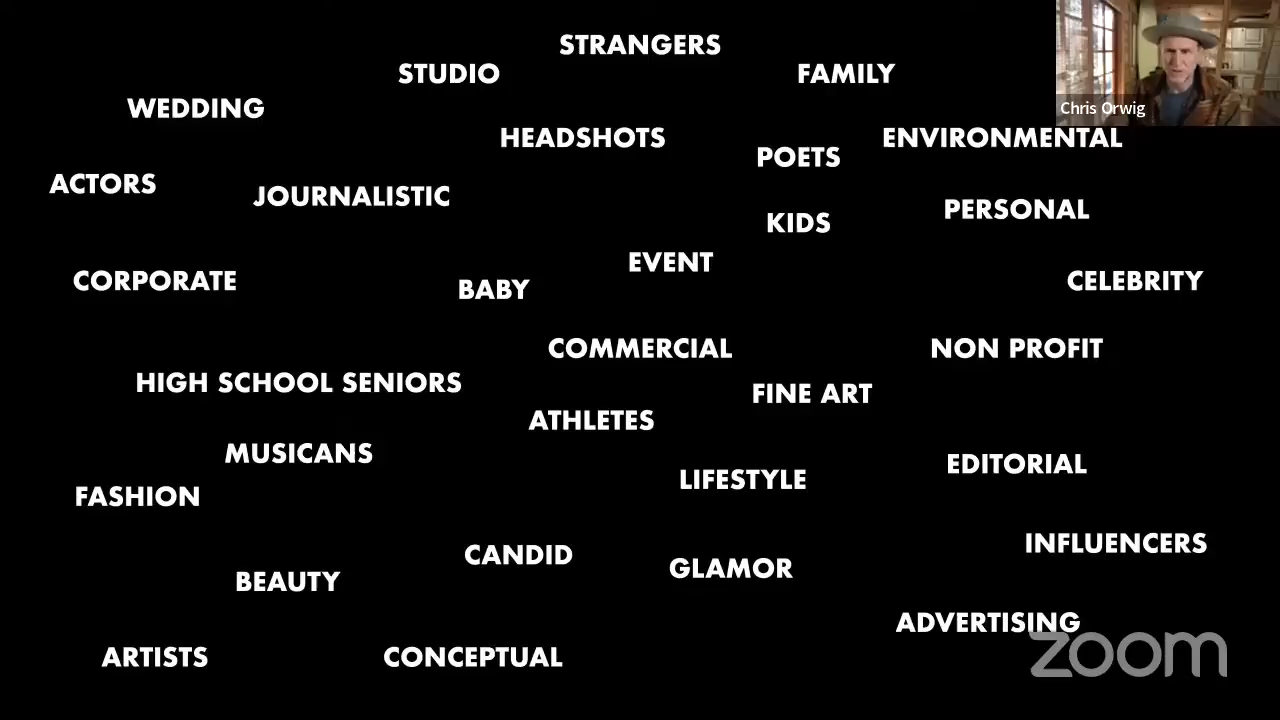 STRANGERS
STUDIO
FAMILY
WEDDING
Chris Orwig
HEADSHOTS
ENVIRONMENTAL
POETS
ACTORS
JOURNALISTIC
PERSONAL
KIDS
EVENT
CORPORATE
CELEBRITY
BABY
COMMERCIAL
NON PROFIT
HIGH SCHOOL SENIORS
FINE ART
ATHLETES
MUSICANS
EDITORIAL
LIFESTYLE
FASHION
INFLUENCERS
CANDID
GLAMOR
BEAUTY
ADVERTISING
zoom
ARTISTS
CONCEPTUAL